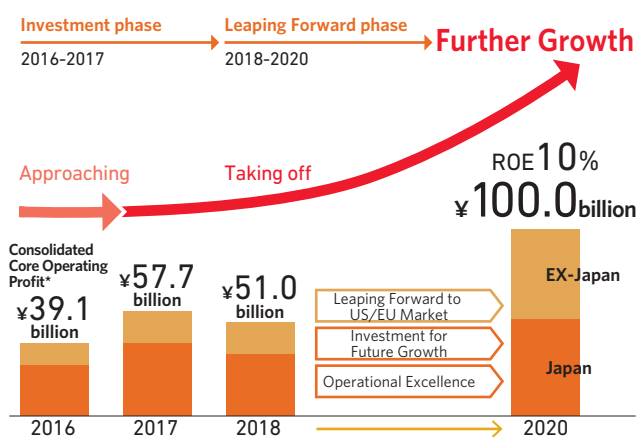 Investment phase
2016-2017
Leaping Forward phase
2018-2020
Further Growth
Approaching
Taking off
ROE10%
¥100.0billion
Consolidated
Core Operating
Profit*
¥39.1
billion
¥57.7
billion
¥51.0
billion
Leaping Forward to
US/EU Market
Investment for
Future Growth
Operational Excellence
EX-Japan
Japan
2016
2017
2018
2020